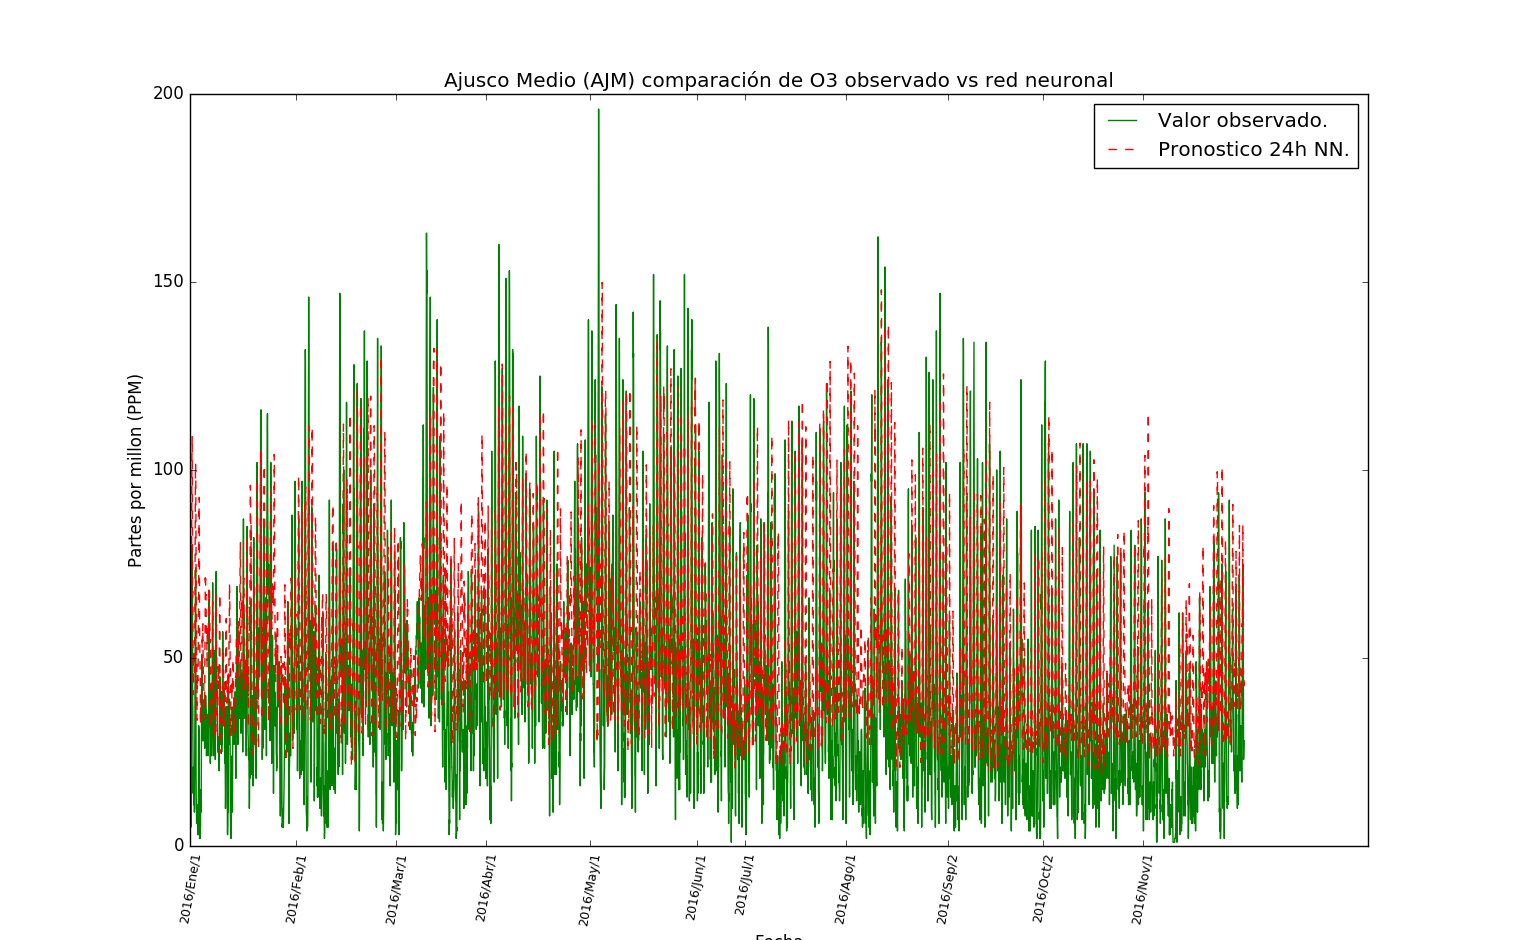 Ajusco Medio (AJM) comparación de O3 observado vs red neuronal
Valor observado.
Pronostico 24h NN.
Partes por millon (PPM)
200
150
100
50
0
2016/Ene/1
2016/Feb/1
2016/Mar/1
2016/Abr/1
2016/May/1
2016/Jun/1
2016/Jul/1
2016/Ago/1
2016/Sep/2
2016/Oct/2
2016/Nov/1
Fecha